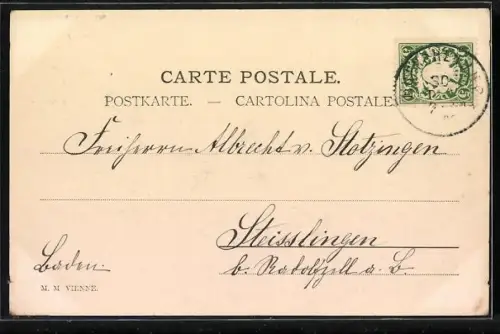 CARTE POSTALE.
POSTKARTE. — CARTOLINA POSTALE
Freiherrn Albrecht v. Stotzingen
Steisslingen
Baden.
b. Radolfzell a. B.
M. M. VIENNE.